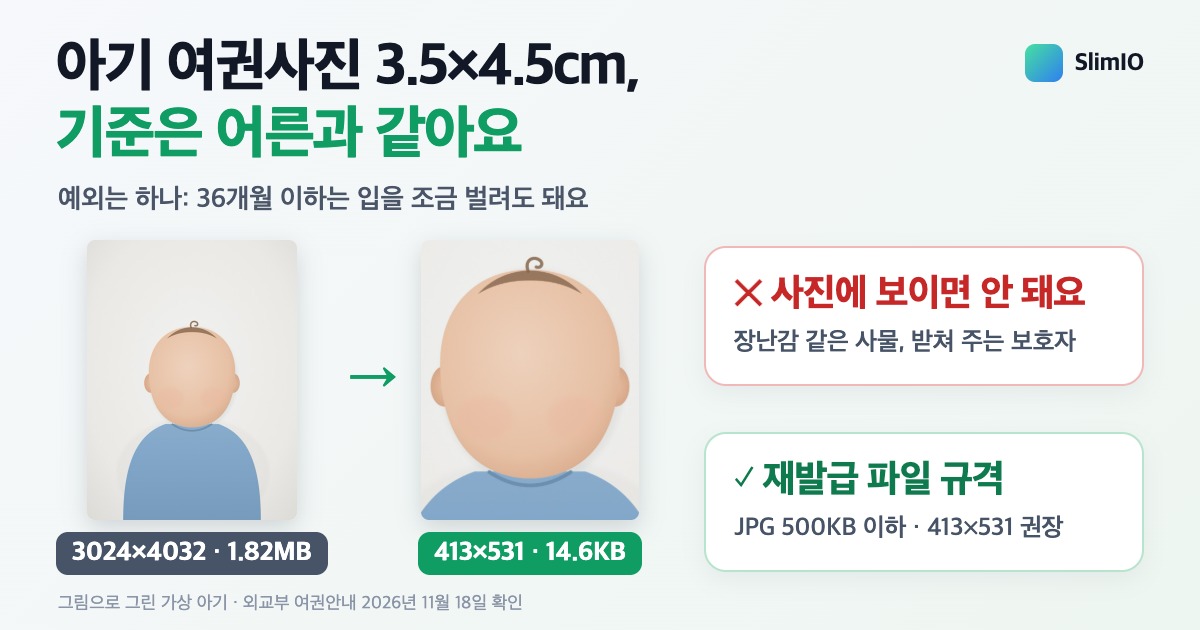 아기 여권사진 3.5×4.5cm,
기준은 어른과 같아요
SlimIO
예외는 하나: 36개월 이하는 입을 조금 벌려도 돼요
→
3024×4032 · 1.82MB
413×531 · 14.6KB
✕ 사진에 보이면 안 돼요
장난감 같은 사물, 받쳐 주는 보호자
✓ 재발급 파일 규격
JPG 500KB 이하 · 413×531 권장
그림으로 그린 가상 아기 · 외교부 여권안내 2026년 11월 18일 확인